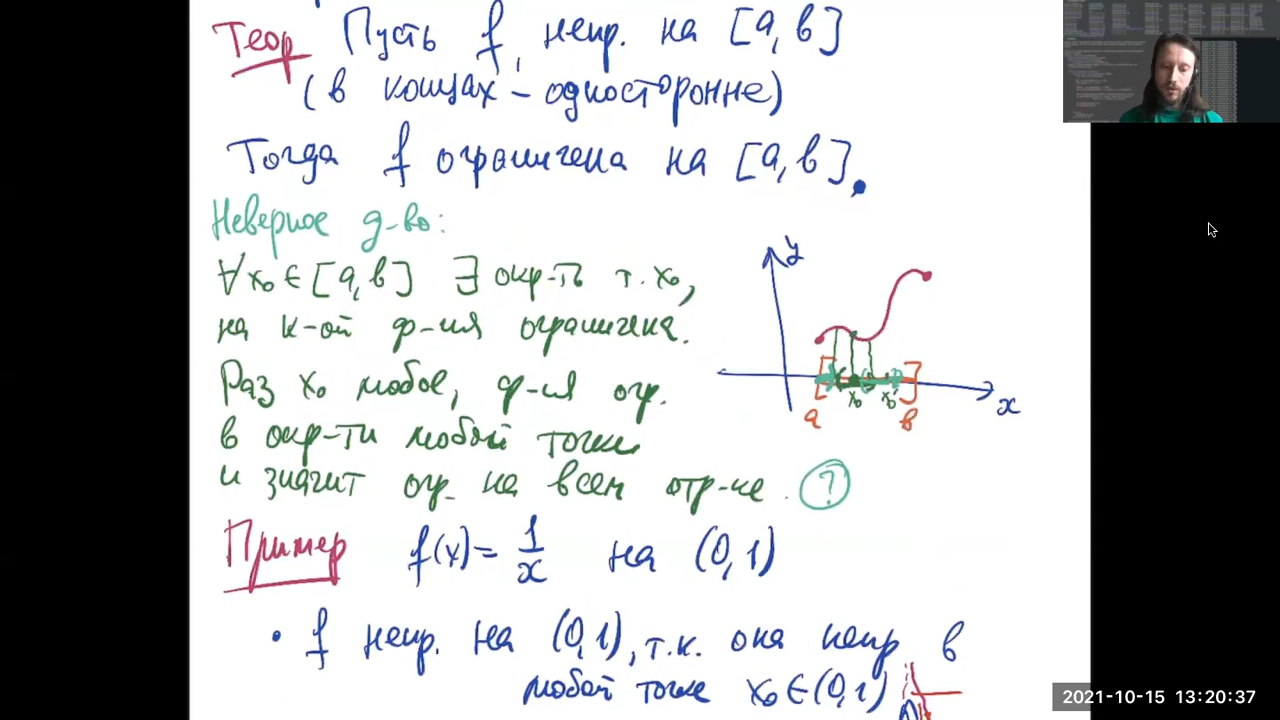 Теор Пусть f непр. на [a, b]
(в концах - односторонне)
Тогда f ограничена на [a, b].
Неверное д-во:
∀x₀ ∈ [a, b] ∃ окр-ть т. x₀,
на к-ой ф-ия ограничена.
Раз x₀ любое, ф-ия огр.
в окр-ти любой точки
и значит огр. на всем отр-ке. ?
y
x₀ x₀'
x
a b
Пример f(x) = 1/x на (0, 1)
• f непр. на (0, 1), т.к. она непр в
любой точке x₀ ∈ (0, 1)
2021-10-15 13:20:37